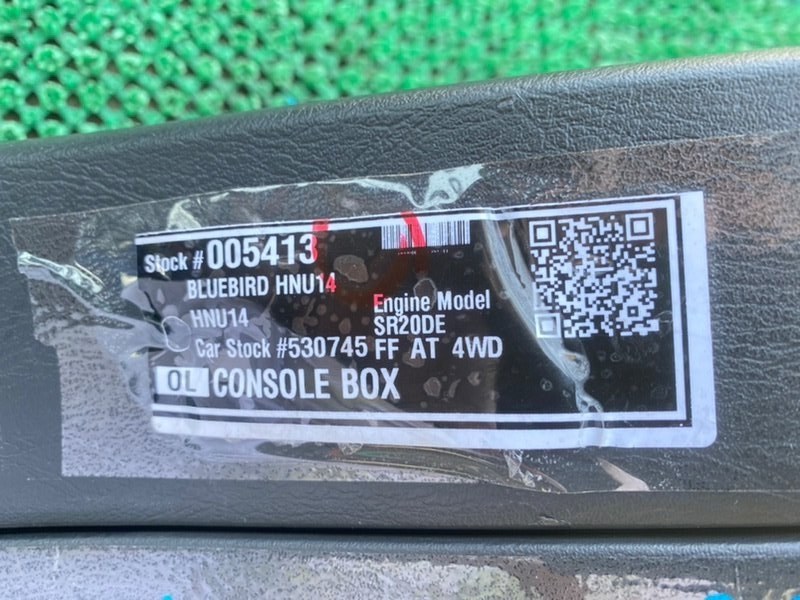 Stock # 005413
BLUEBIRD HNU14
HNU14
Engine Model
SR20DE
Car Stock #530745 FF AT 4WD
OL CONSOLE BOX